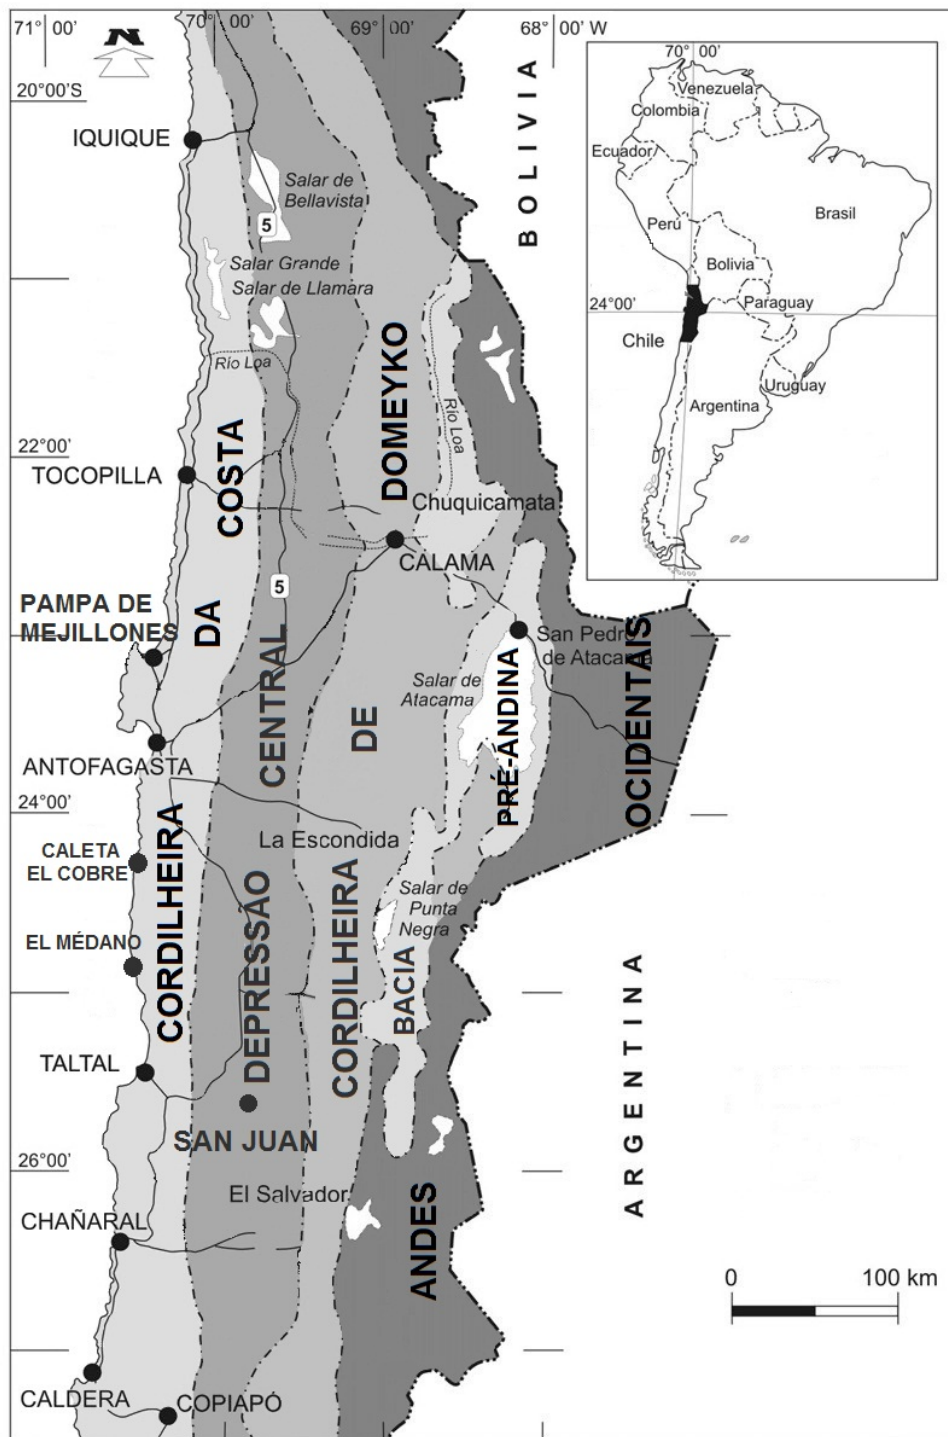 71° 00'
70° 00'
69° 00'
68° 00' W
N
20°00'S
IQUIQUE
Salar de
Bellavista
5
Salar Grande
Salar de Llamara
Río Loa
BOLIVIA
70° 00'
Venezuela
Colombia
Ecuador
Perú
Brasil
Bolivia
24°00'
Paraguay
Chile
Uruguay
Argentina
22°00'
TOCOPILLA
COSTA
DOMEYKO
Río Loa
Chuquicamata
CALAMA
5
PAMPA DE
MEJILLONES
DA
CENTRAL
DE
San Pedro
de Atacama
Salar de
Atacama
PRÉ-ANDINA
OCIDENTAIS
ANTOFAGASTA
24°00'
La Escondida
CALETA
EL COBRE
CORDILHEIRA
DEPRESSÃO
CORDILHEIRA
Salar de
Punta
Negra
EL MÉDANO
BACIA
ARGENTINA
TALTAL
SAN JUAN
26°00'
El Salvador
CHAÑARAL
ANDES
0
100 km
CALDERA
COPIAPÓ